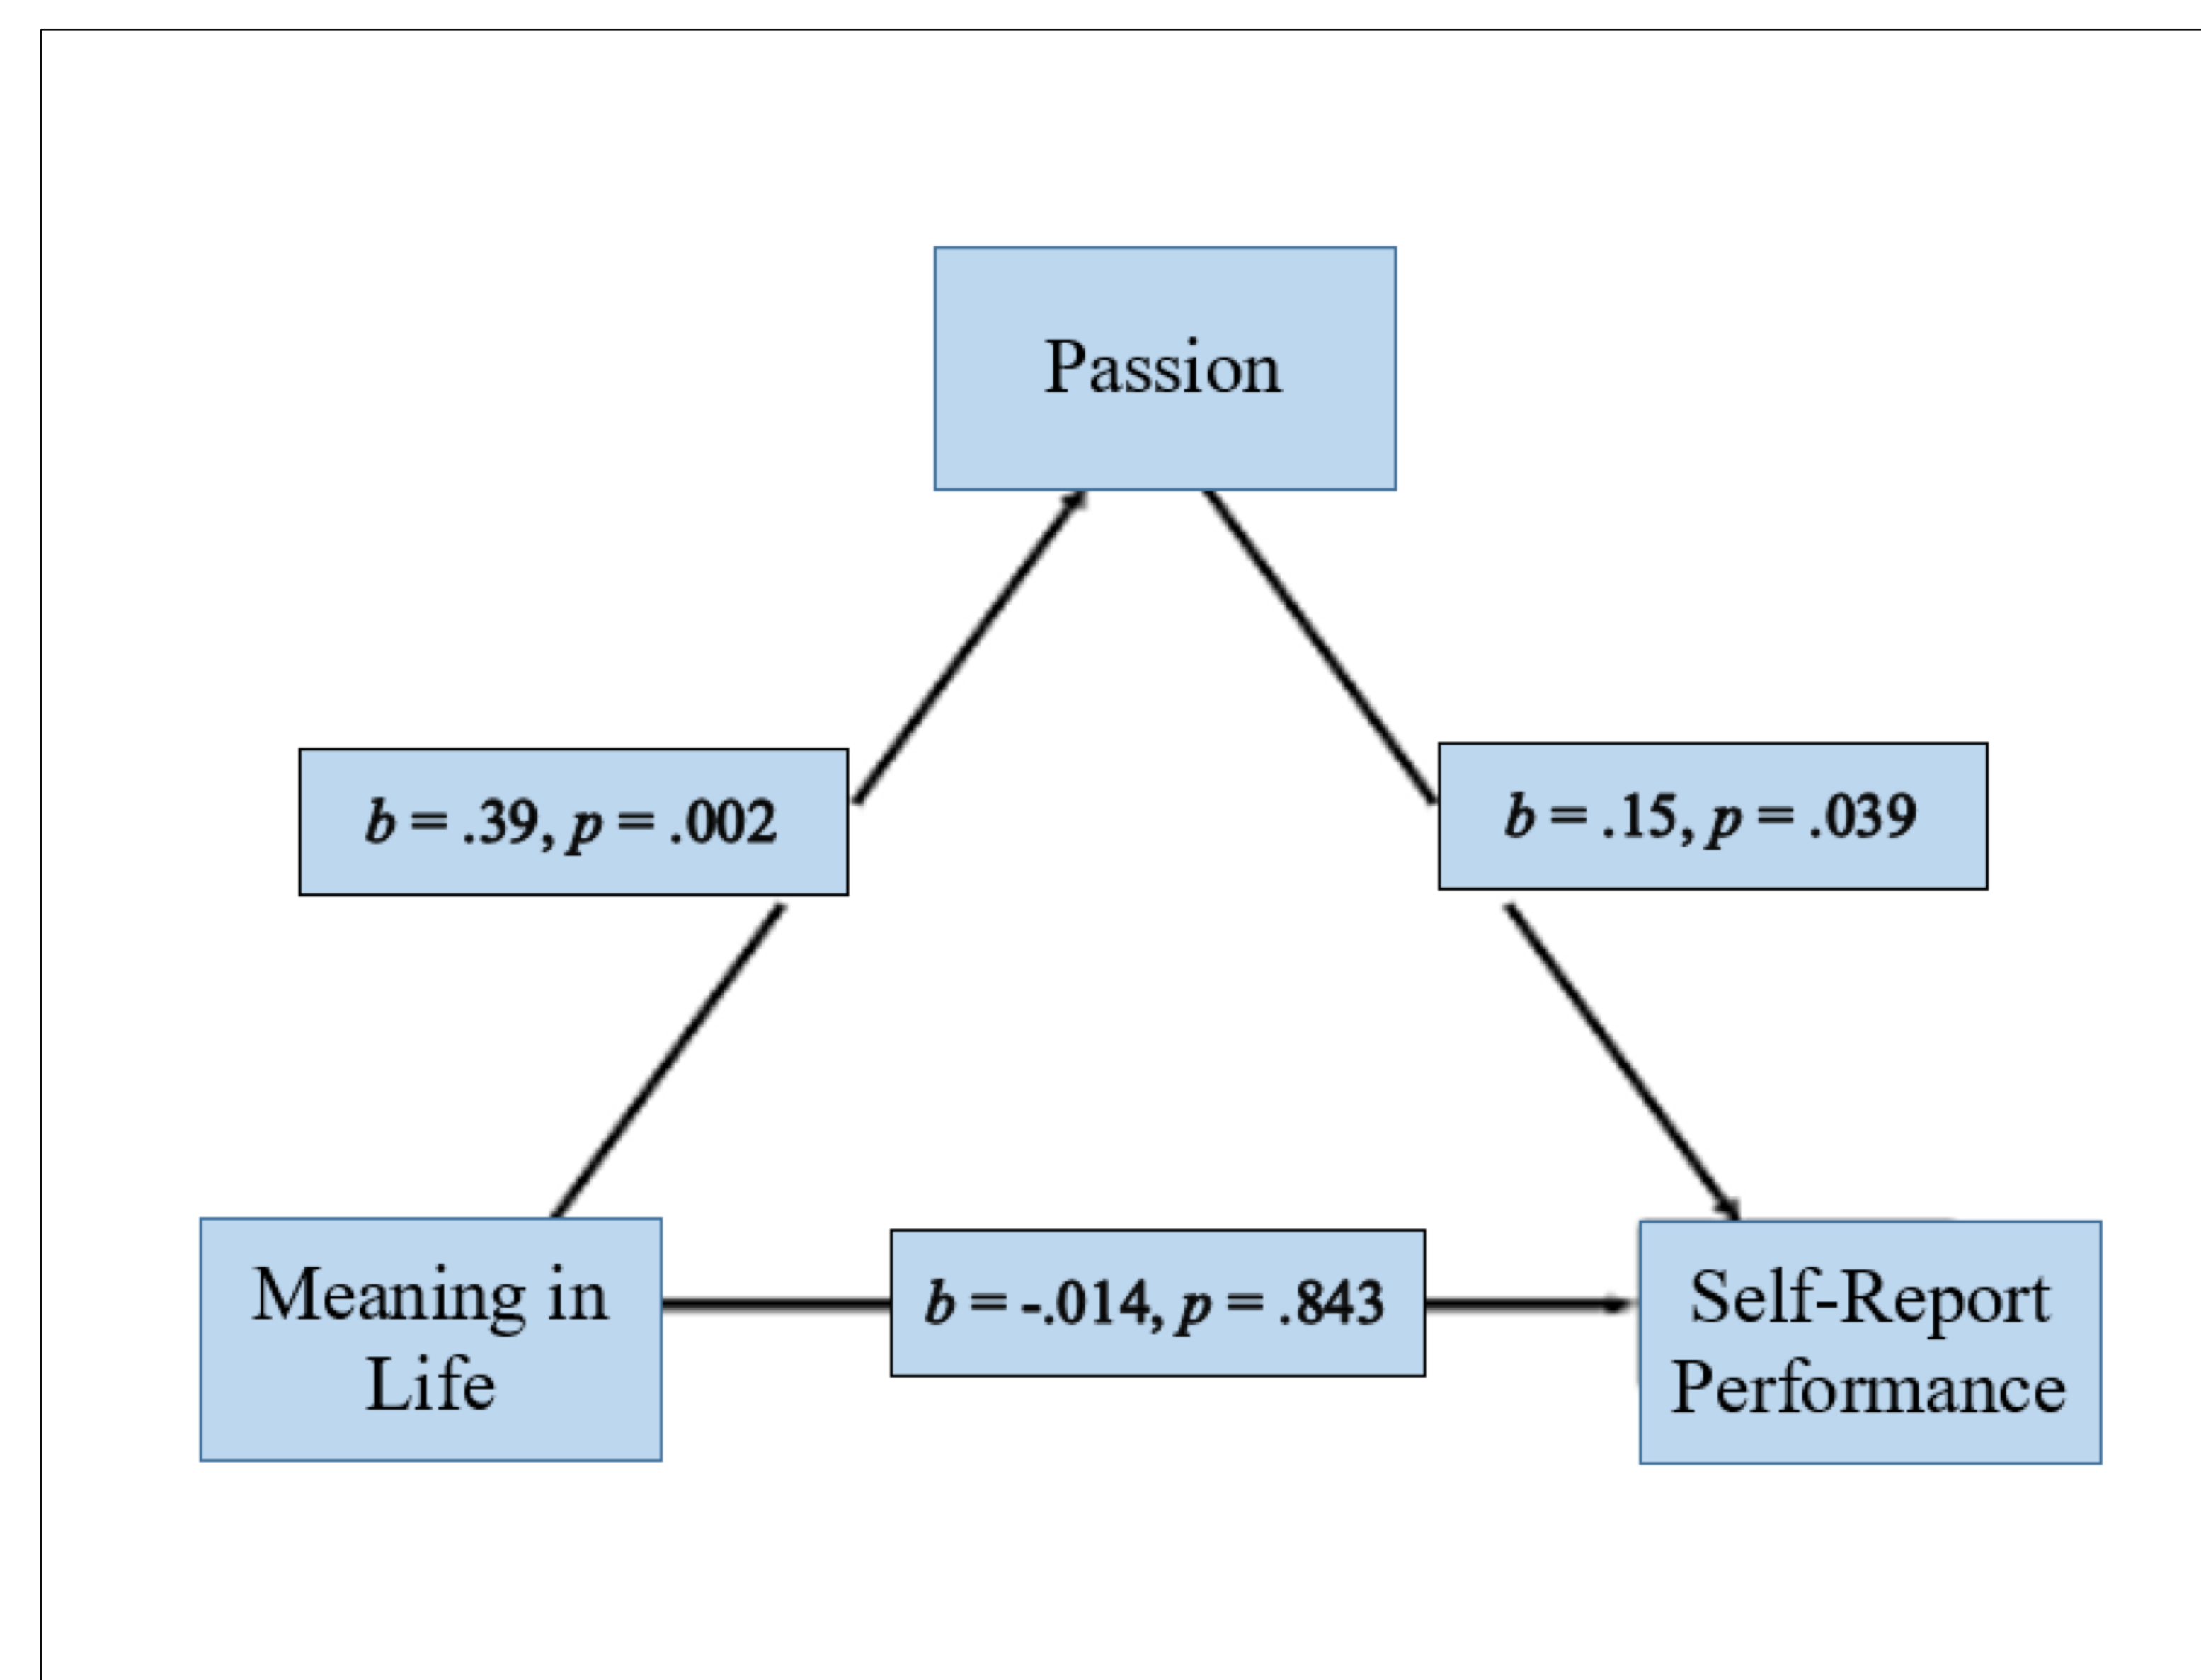 Passion
b = .39, p = .002
b = .15, p = .039
Meaning in
Life
b = -.014, p = .843
Self-Report
Performance